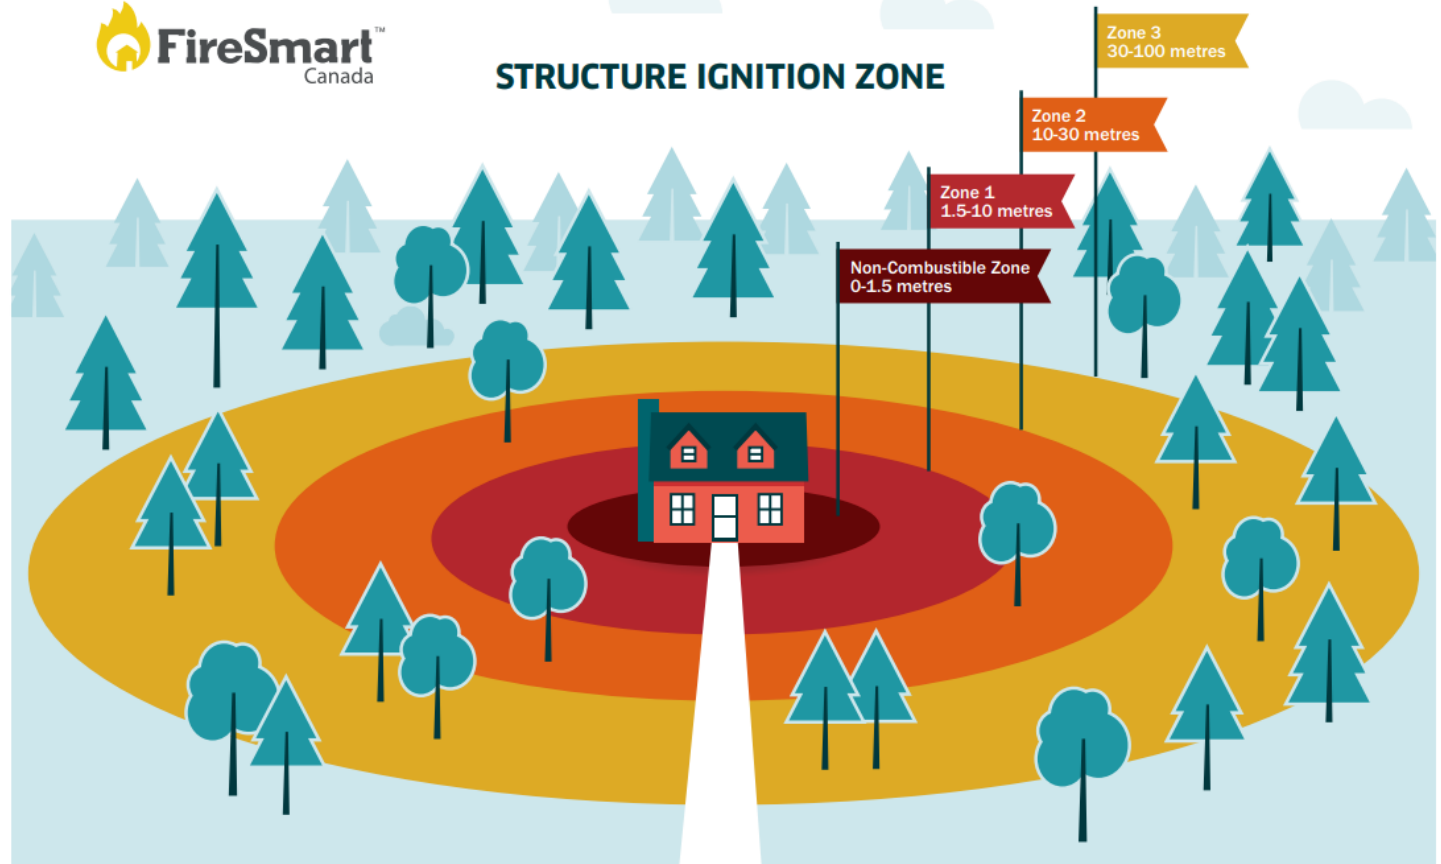 FireSmart™
Canada
STRUCTURE IGNITION ZONE
Zone 3
30-100 metres
Zone 2
10-30 metres
Zone 1
1.5-10 metres
Non-Combustible Zone
0-1.5 metres